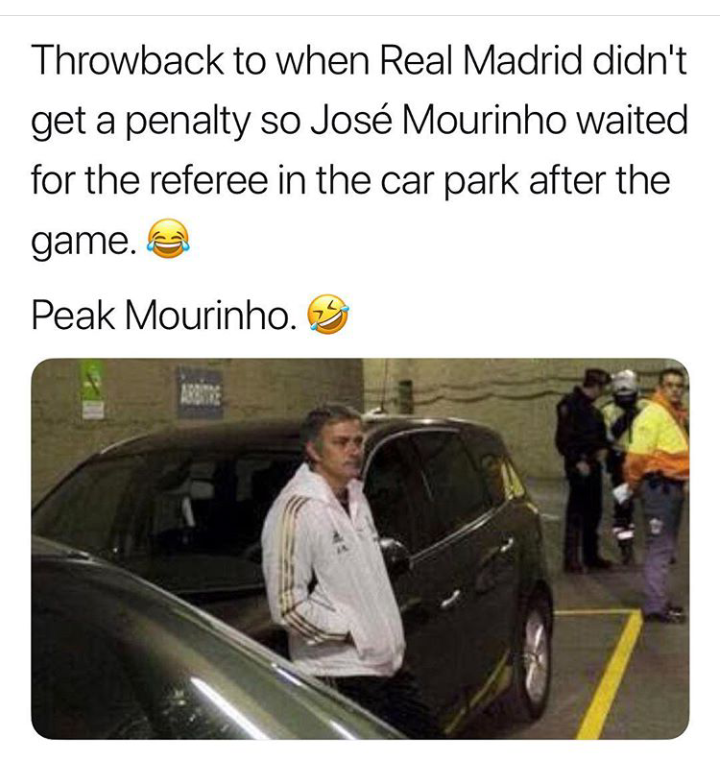 Throwback to when Real Madrid didn't
get a penalty so José Mourinho waited
for the referee in the car park after the
game. 😂
Peak Mourinho. 🤣
ARBITRE